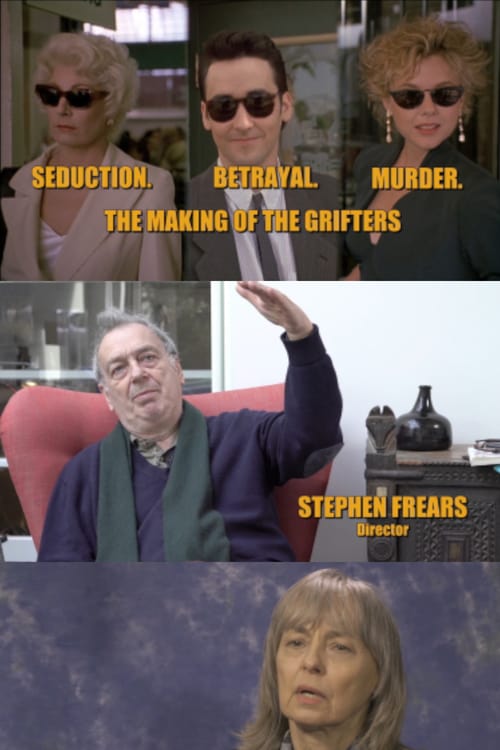 SEDUCTION. BETRAYAL. MURDER.
THE MAKING OF THE GRIFTERS
STEPHEN FREARS
Director